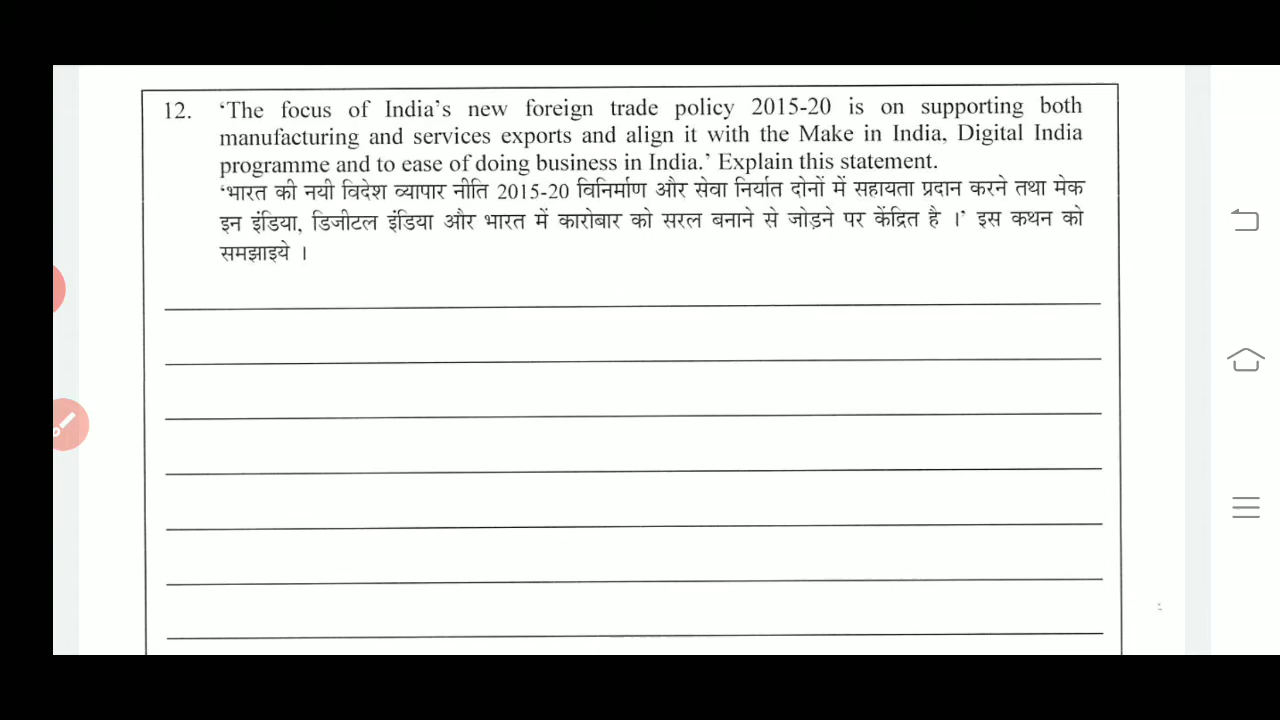 12. ‘The focus of India’s new foreign trade policy 2015-20 is on supporting both
manufacturing and services exports and align it with the Make in India, Digital India
programme and to ease of doing business in India.’ Explain this statement.
‘भारत की नयी विदेश व्यापार नीति 2015-20 विनिर्माण और सेवा निर्यात दोनों में सहायता प्रदान करने तथा मेक
इन इंडिया, डिजीटल इंडिया और भारत में कारोबार को सरल बनाने से जोड़ने पर केंद्रित है ।’ इस कथन को
समझाइये ।